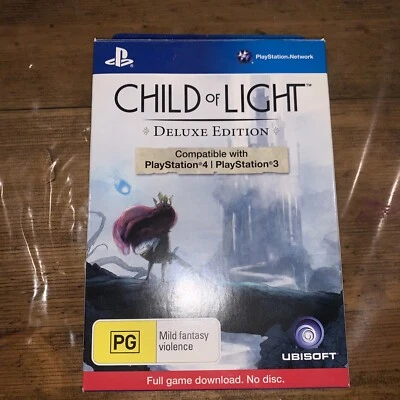 PlayStation®Network
CHILD of LIGHT™
DELUXE EDITION
Compatible with
PlayStation®4 | PlayStation®3
PG
Mild fantasy
violence
UBISOFT
Full game download. No disc.